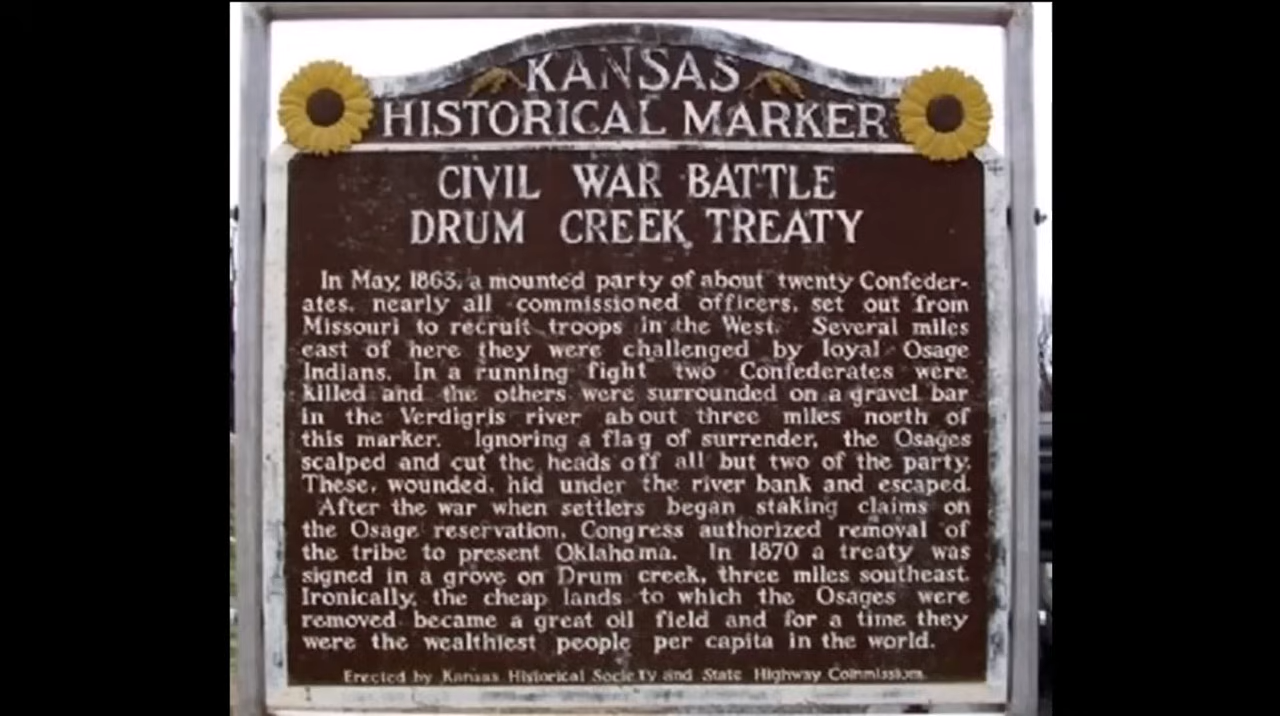 KANSAS
HISTORICAL MARKER
CIVIL WAR BATTLE
DRUM CREEK TREATY
In May, 1863, a mounted party of about twenty Confeder-
ates, nearly all commissioned officers, set out from
Missouri to recruit troops in the West. Several miles
east of here they were challenged by loyal Osage
Indians. In a running fight two Confederates were
killed and the others were surrounded on a gravel bar
in the Verdigris river about three miles north of
this marker. Ignoring a flag of surrender, the Osages
scalped and cut the heads off all but two of the party.
These, wounded, hid under the river bank and escaped.
After the war when settlers began staking claims on
the Osage reservation, Congress authorized removal of
the tribe to present Oklahoma. In 1870 a treaty was
signed in a grove on Drum creek, three miles southeast.
Ironically, the cheap lands to which the Osages were
removed became a great oil field and for a time they
were the wealthiest people per capita in the world.
Erected by Kansas Historical Society and State Highway Commission.